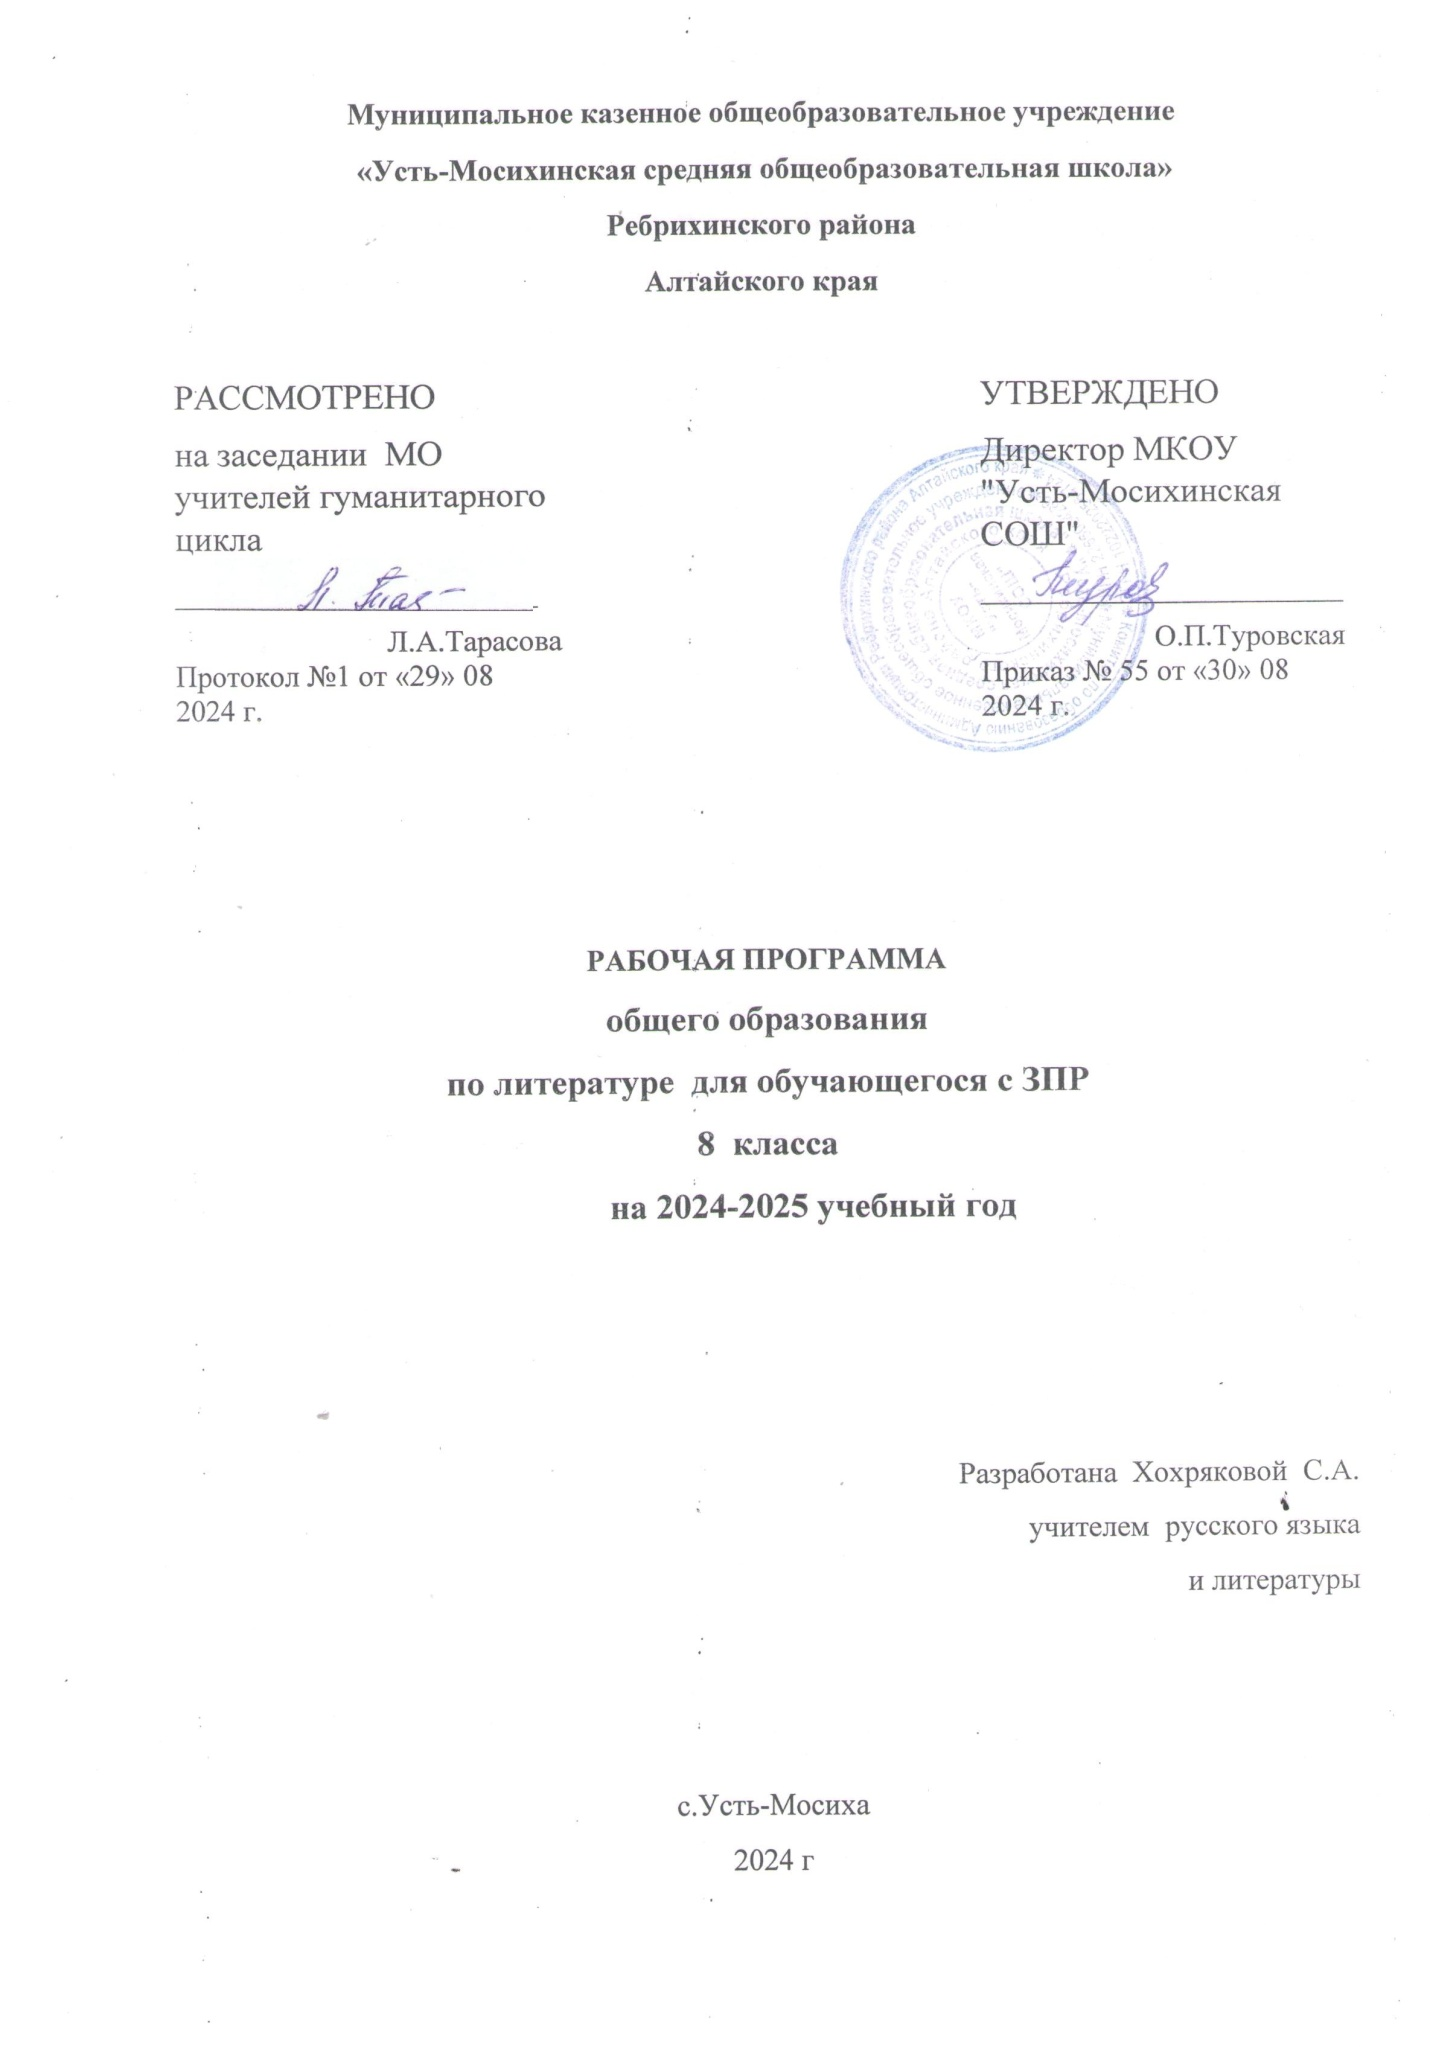 Муниципальное казенное общеобразовательное учреждение
«Усть-Мосихинская средняя общеобразовательная школа»
Ребрихинского района
Алтайского края
РАССМОТРЕНО
на заседании МО
учителей гуманитарного
цикла
Л.А.Тарасова
Протокол №1 от «29» 08
2024 г.
УТВЕРЖДЕНО
Директор МКОУ
"Усть-Мосихинская
СОШ"
О.П.Туровская
Приказ № 55 от «30» 08
2024 г.
РАБОЧАЯ ПРОГРАММА
общего образования
по литературе для обучающегося с ЗПР
8 класса
на 2024-2025 учебный год
Разработана Хохряковой С.А.
учителем русского языка
и литературы
с.Усть-Мосиха
2024 г